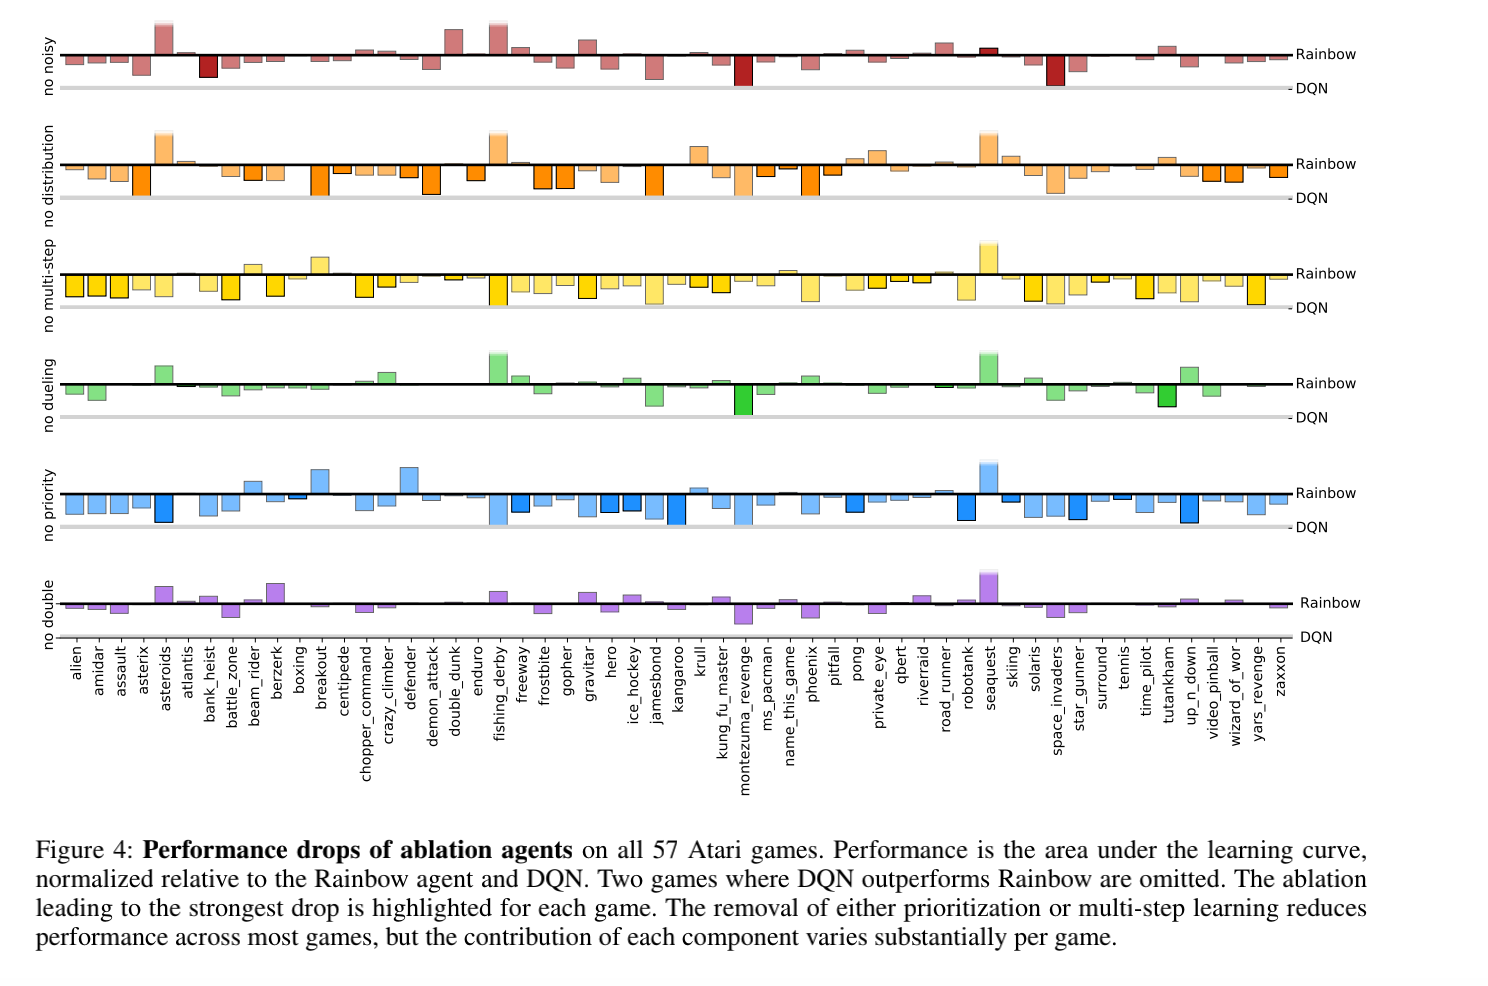 no noisy
Rainbow
DQN
no distribution
Rainbow
DQN
no multi-step
Rainbow
DQN
no dueling
Rainbow
DQN
no priority
Rainbow
DQN
no double
Rainbow
DQN
alien
amidar
assault
asterix
asteroids
atlantis
bank_heist
battle_zone
beam_rider
berzerk
boxing
breakout
centipede
chopper_command
crazy_climber
defender
demon_attack
double_dunk
enduro
fishing_derby
freeway
frostbite
gopher
gravitar
hero
ice_hockey
jamesbond
kangaroo
krull
kung_fu_master
montezuma_revenge
ms_pacman
name_this_game
phoenix
pitfall
pong
private_eye
qbert
riverraid
road_runner
robotank
seaquest
skiing
solaris
space_invaders
star_gunner
surround
tennis
time_pilot
tutankham
up_n_down
video_pinball
wizard_of_wor
yars_revenge
zaxxon
Figure 4: Performance drops of ablation agents on all 57 Atari games. Performance is the area under the learning curve,
normalized relative to the Rainbow agent and DQN. Two games where DQN outperforms Rainbow are omitted. The ablation
leading to the strongest drop is highlighted for each game. The removal of either prioritization or multi-step learning reduces
performance across most games, but the contribution of each component varies substantially per game.